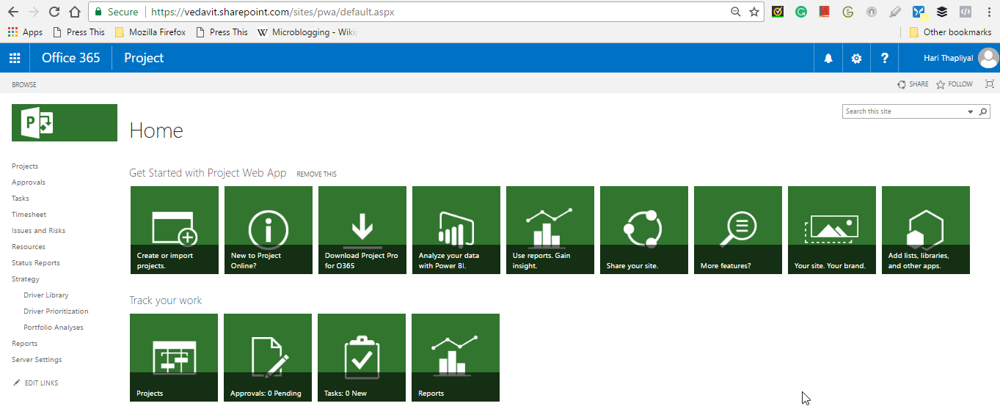 Secure https://vedavit.sharepoint.com/sites/pwa/default.aspx
Apps Press This Mozilla Firefox Press This W Microblogging - Wiki Other bookmarks
Office 365 Project ? Hari Thapliyal
BROWSE SHARE FOLLOW
P
Search this site
Home
Projects
Approvals
Tasks
Timesheet
Issues and Risks
Resources
Status Reports
Strategy
Driver Library
Driver Prioritization
Portfolio Analyses
Reports
Server Settings
EDIT LINKS
Get Started with Project Web App REMOVE THIS
Create or import
projects.
New to Project
Online?
Download Project Pro
for O365
Analyze your data
with Power BI.
Use reports. Gain
insight.
Share your site.
More features?
Your site. Your brand.
Add lists, libraries,
and other apps.
Track your work
Projects
Approvals: 0 Pending
Tasks: 0 New
Reports